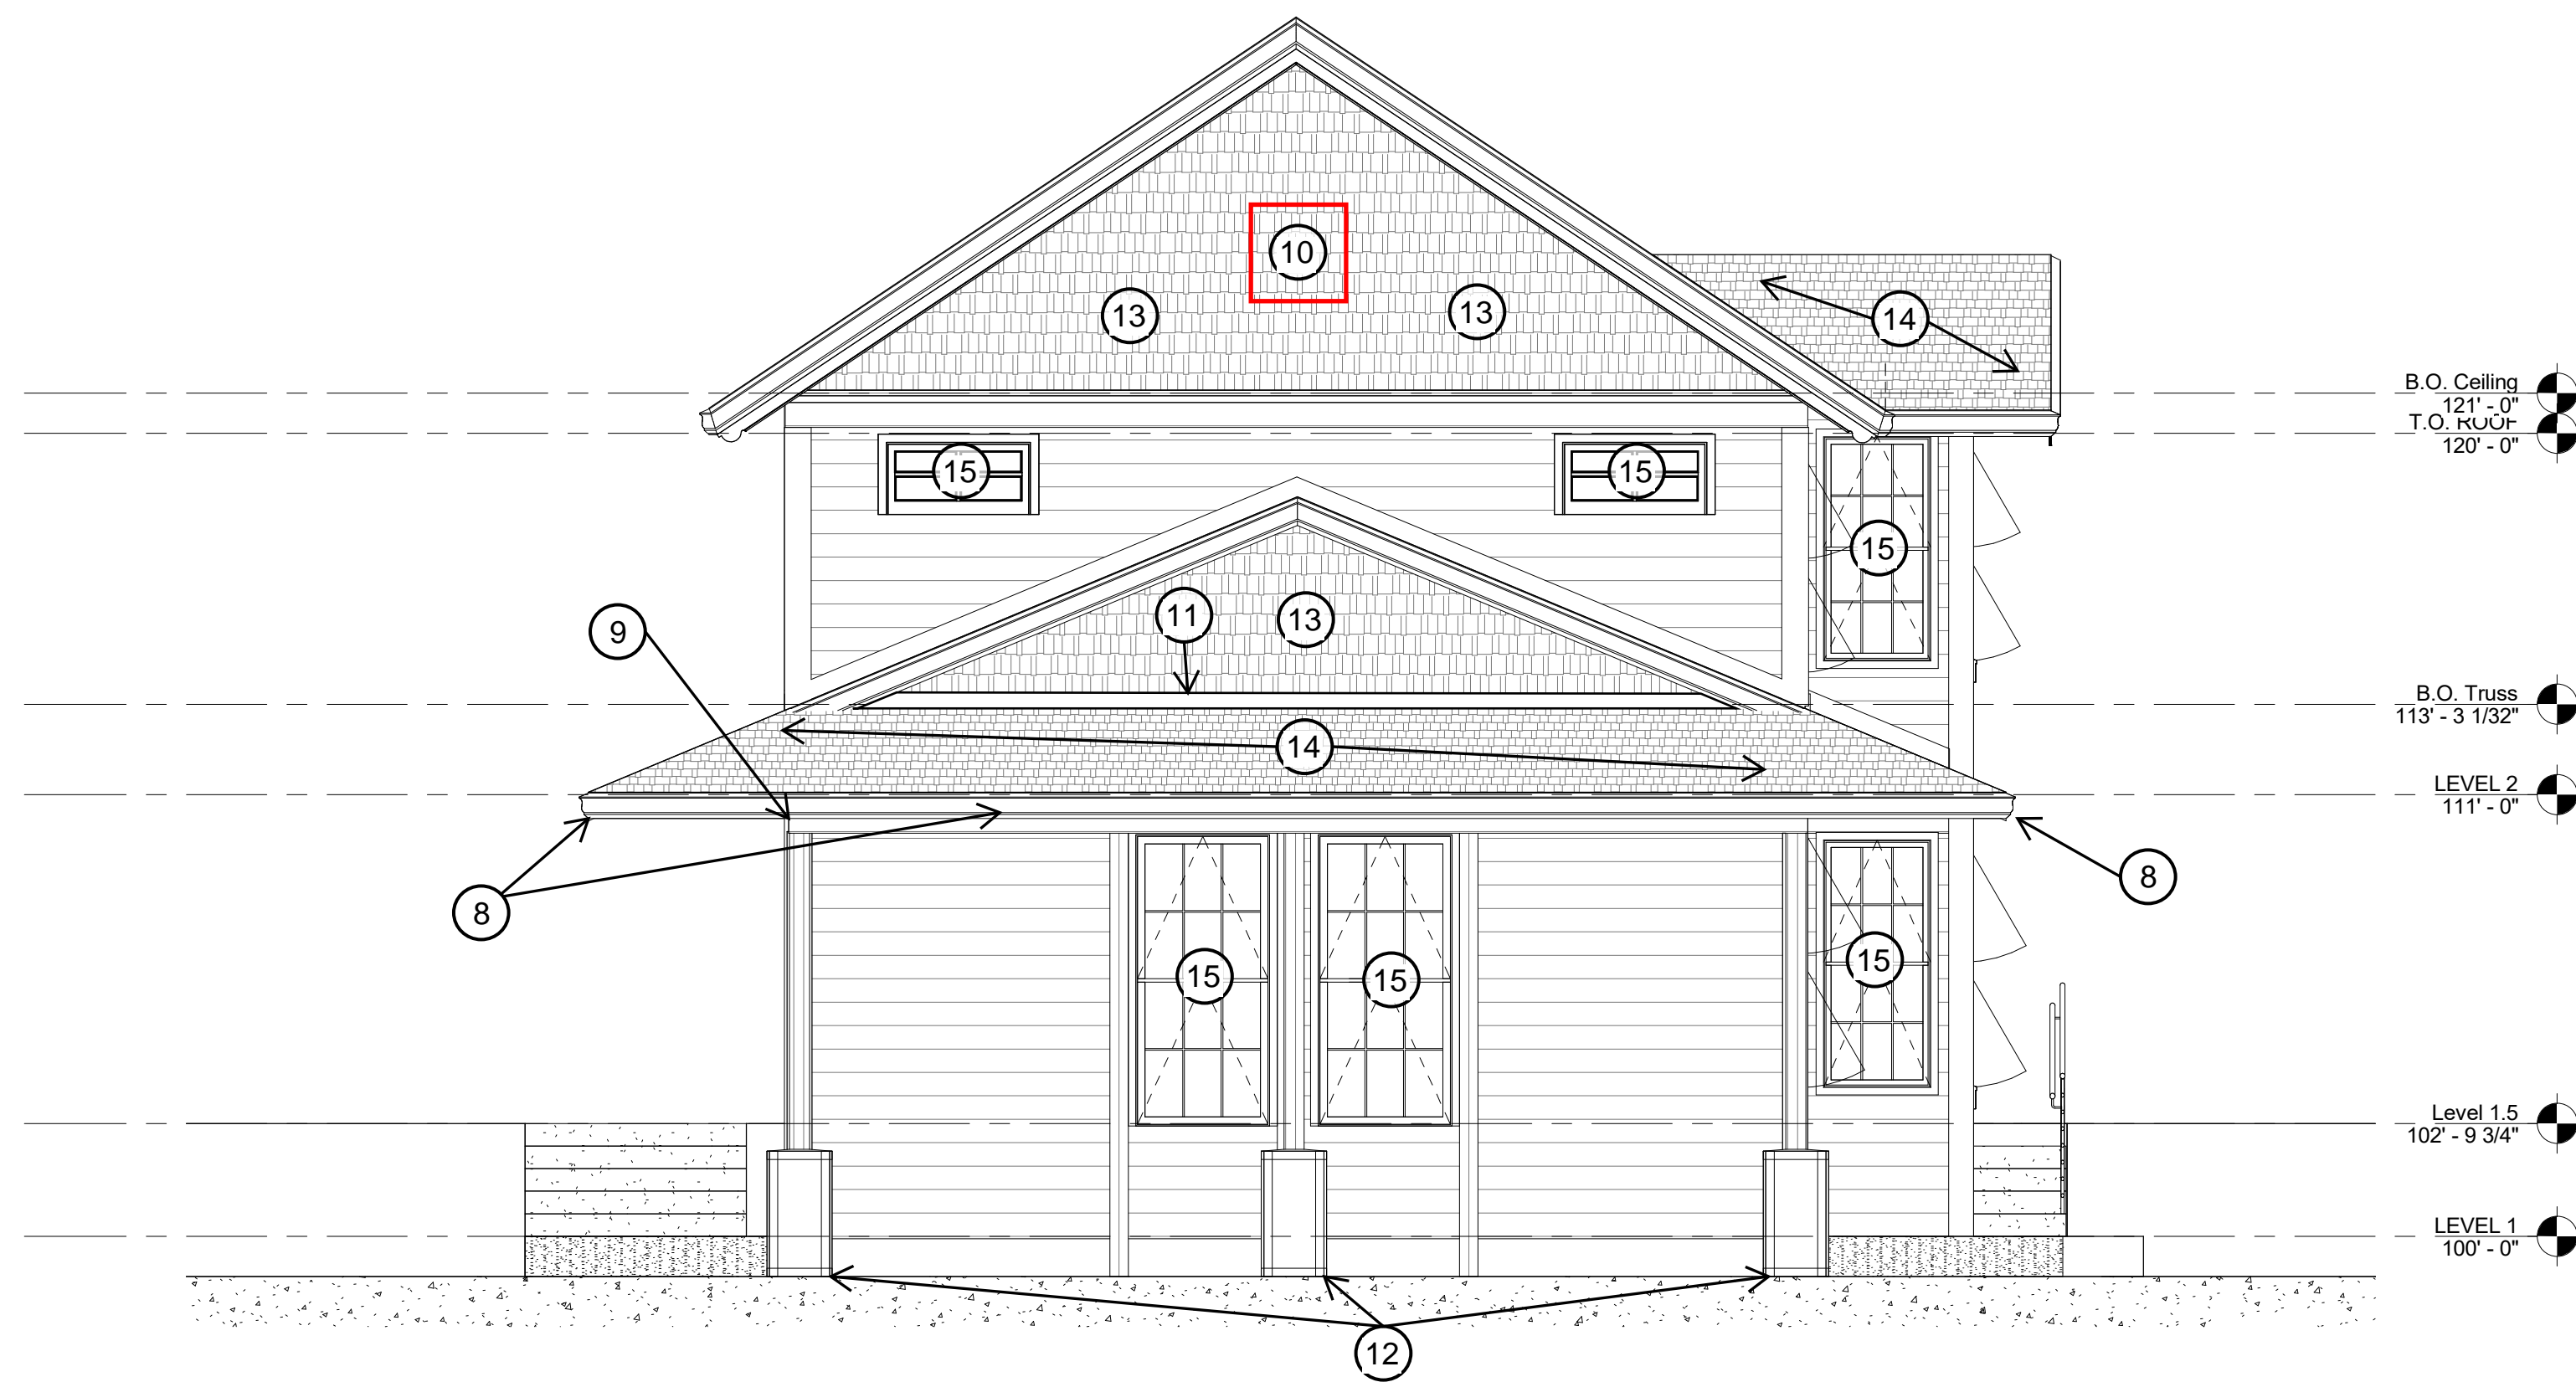 10
13
13
14
B.O. Ceiling
121' - 0"
T.O. ROOF
120' - 0"
15
15
15
11
13
9
B.O. Truss
113' - 3 1/32"
14
LEVEL 2
111' - 0"
8
8
15
15
15
Level 1.5
102' - 9 3/4"
LEVEL 1
100' - 0"
12